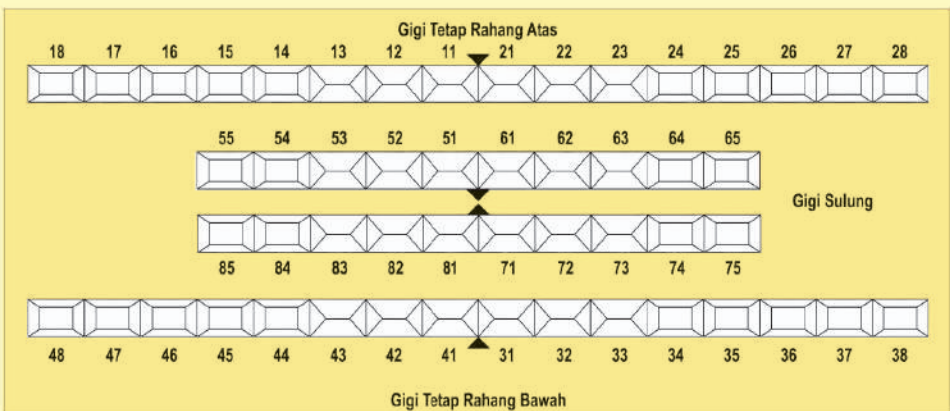 Gigi Tetap Rahang Atas
18 17 16 15 14 13 12 11 21 22 23 24 25 26 27 28
55 54 53 52 51 61 62 63 64 65
Gigi Sulung
85 84 83 82 81 71 72 73 74 75
48 47 46 45 44 43 42 41 31 32 33 34 35 36 37 38
Gigi Tetap Rahang Bawah